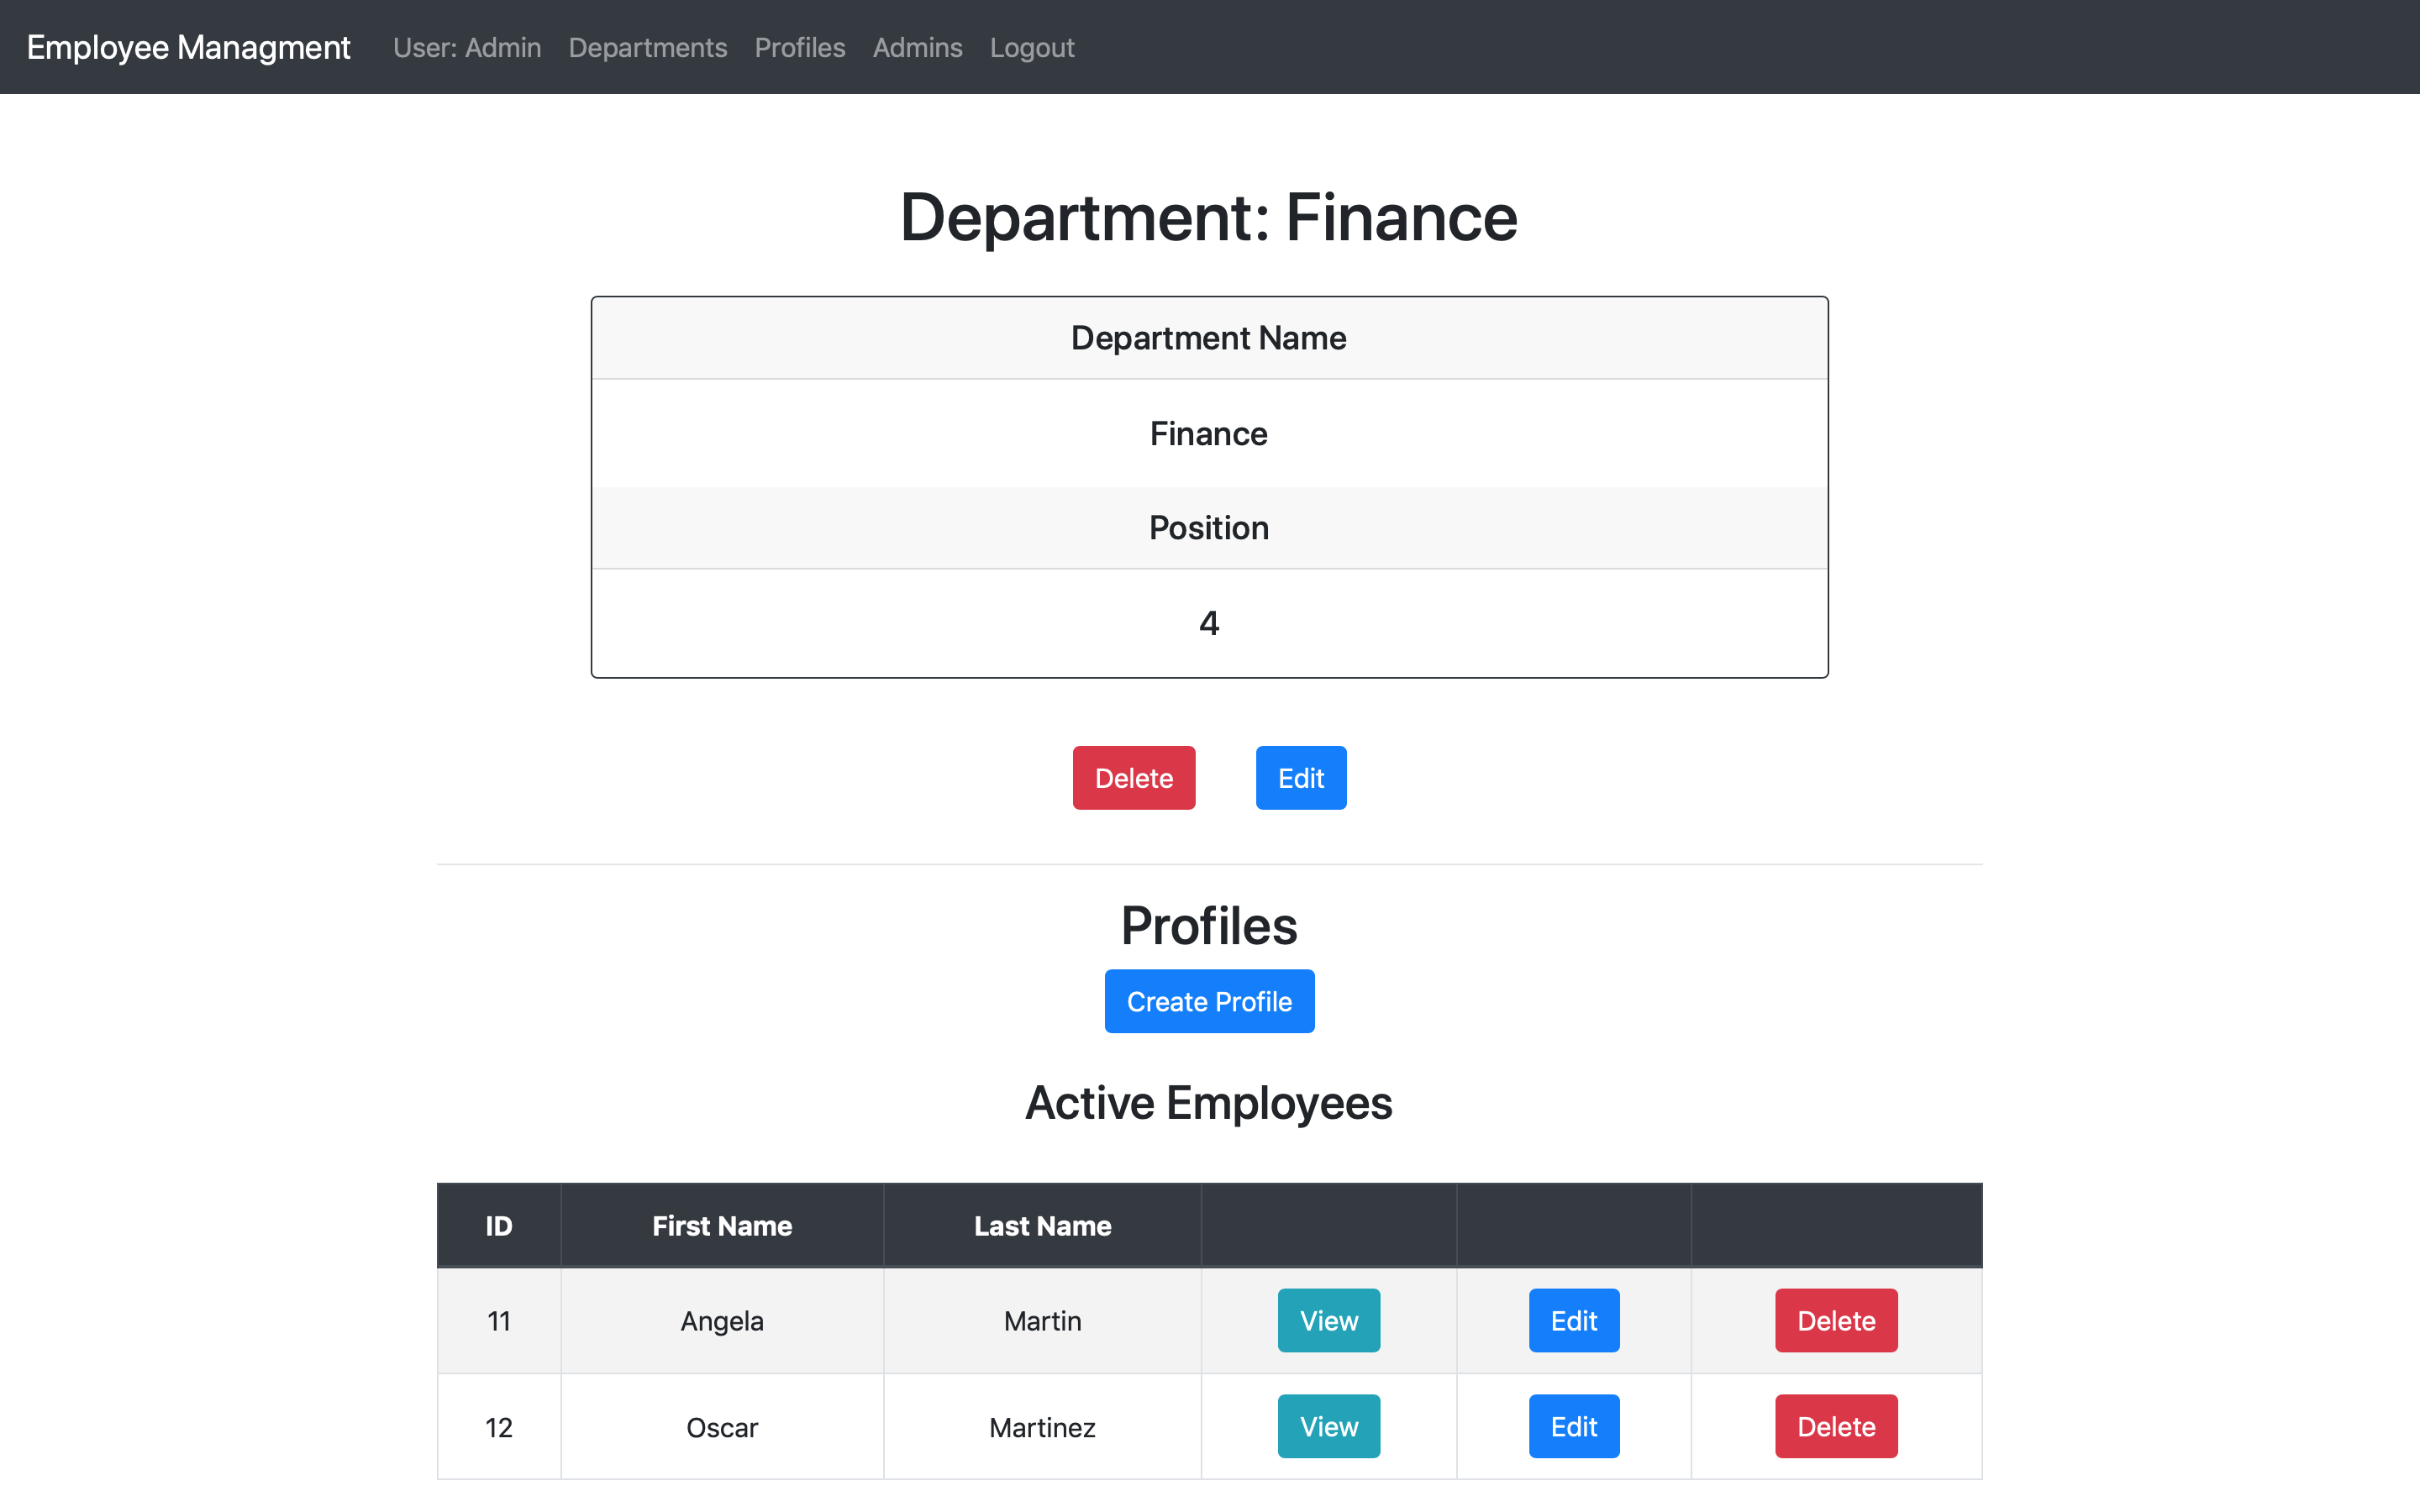 Employee Managment User: Admin Departments Profiles Admins Logout
Department: Finance
Department Name
Finance
Position
4
Delete Edit
Profiles
Create Profile
Active Employees
ID First Name Last Name
11 Angela Martin View Edit Delete
12 Oscar Martinez View Edit Delete